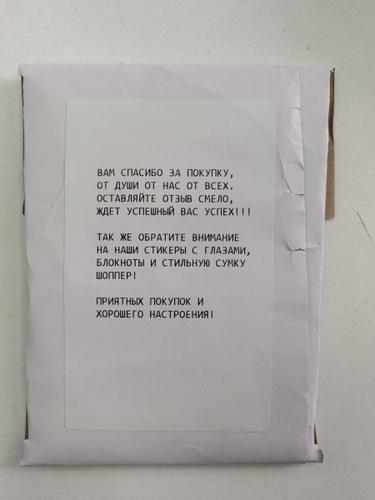 ВАМ СПАСИБО ЗА ПОКУПКУ,
ОТ ДУШИ ОТ НАС ОТ ВСЕХ.
ОСТАВЛЯЙТЕ ОТЗЫВ СМЕЛО,
ЖДЕТ УСПЕШНЫЙ ВАС УСПЕХ!!!
ТАК ЖЕ ОБРАТИТЕ ВНИМАНИЕ
НА НАШИ СТИКЕРЫ С ГЛАЗАМИ,
БЛОКНОТЫ И СТИЛЬНУЮ СУМКУ
ШОППЕР!
ПРИЯТНЫХ ПОКУПОК И
ХОРОШЕГО НАСТРОЕНИЯ!